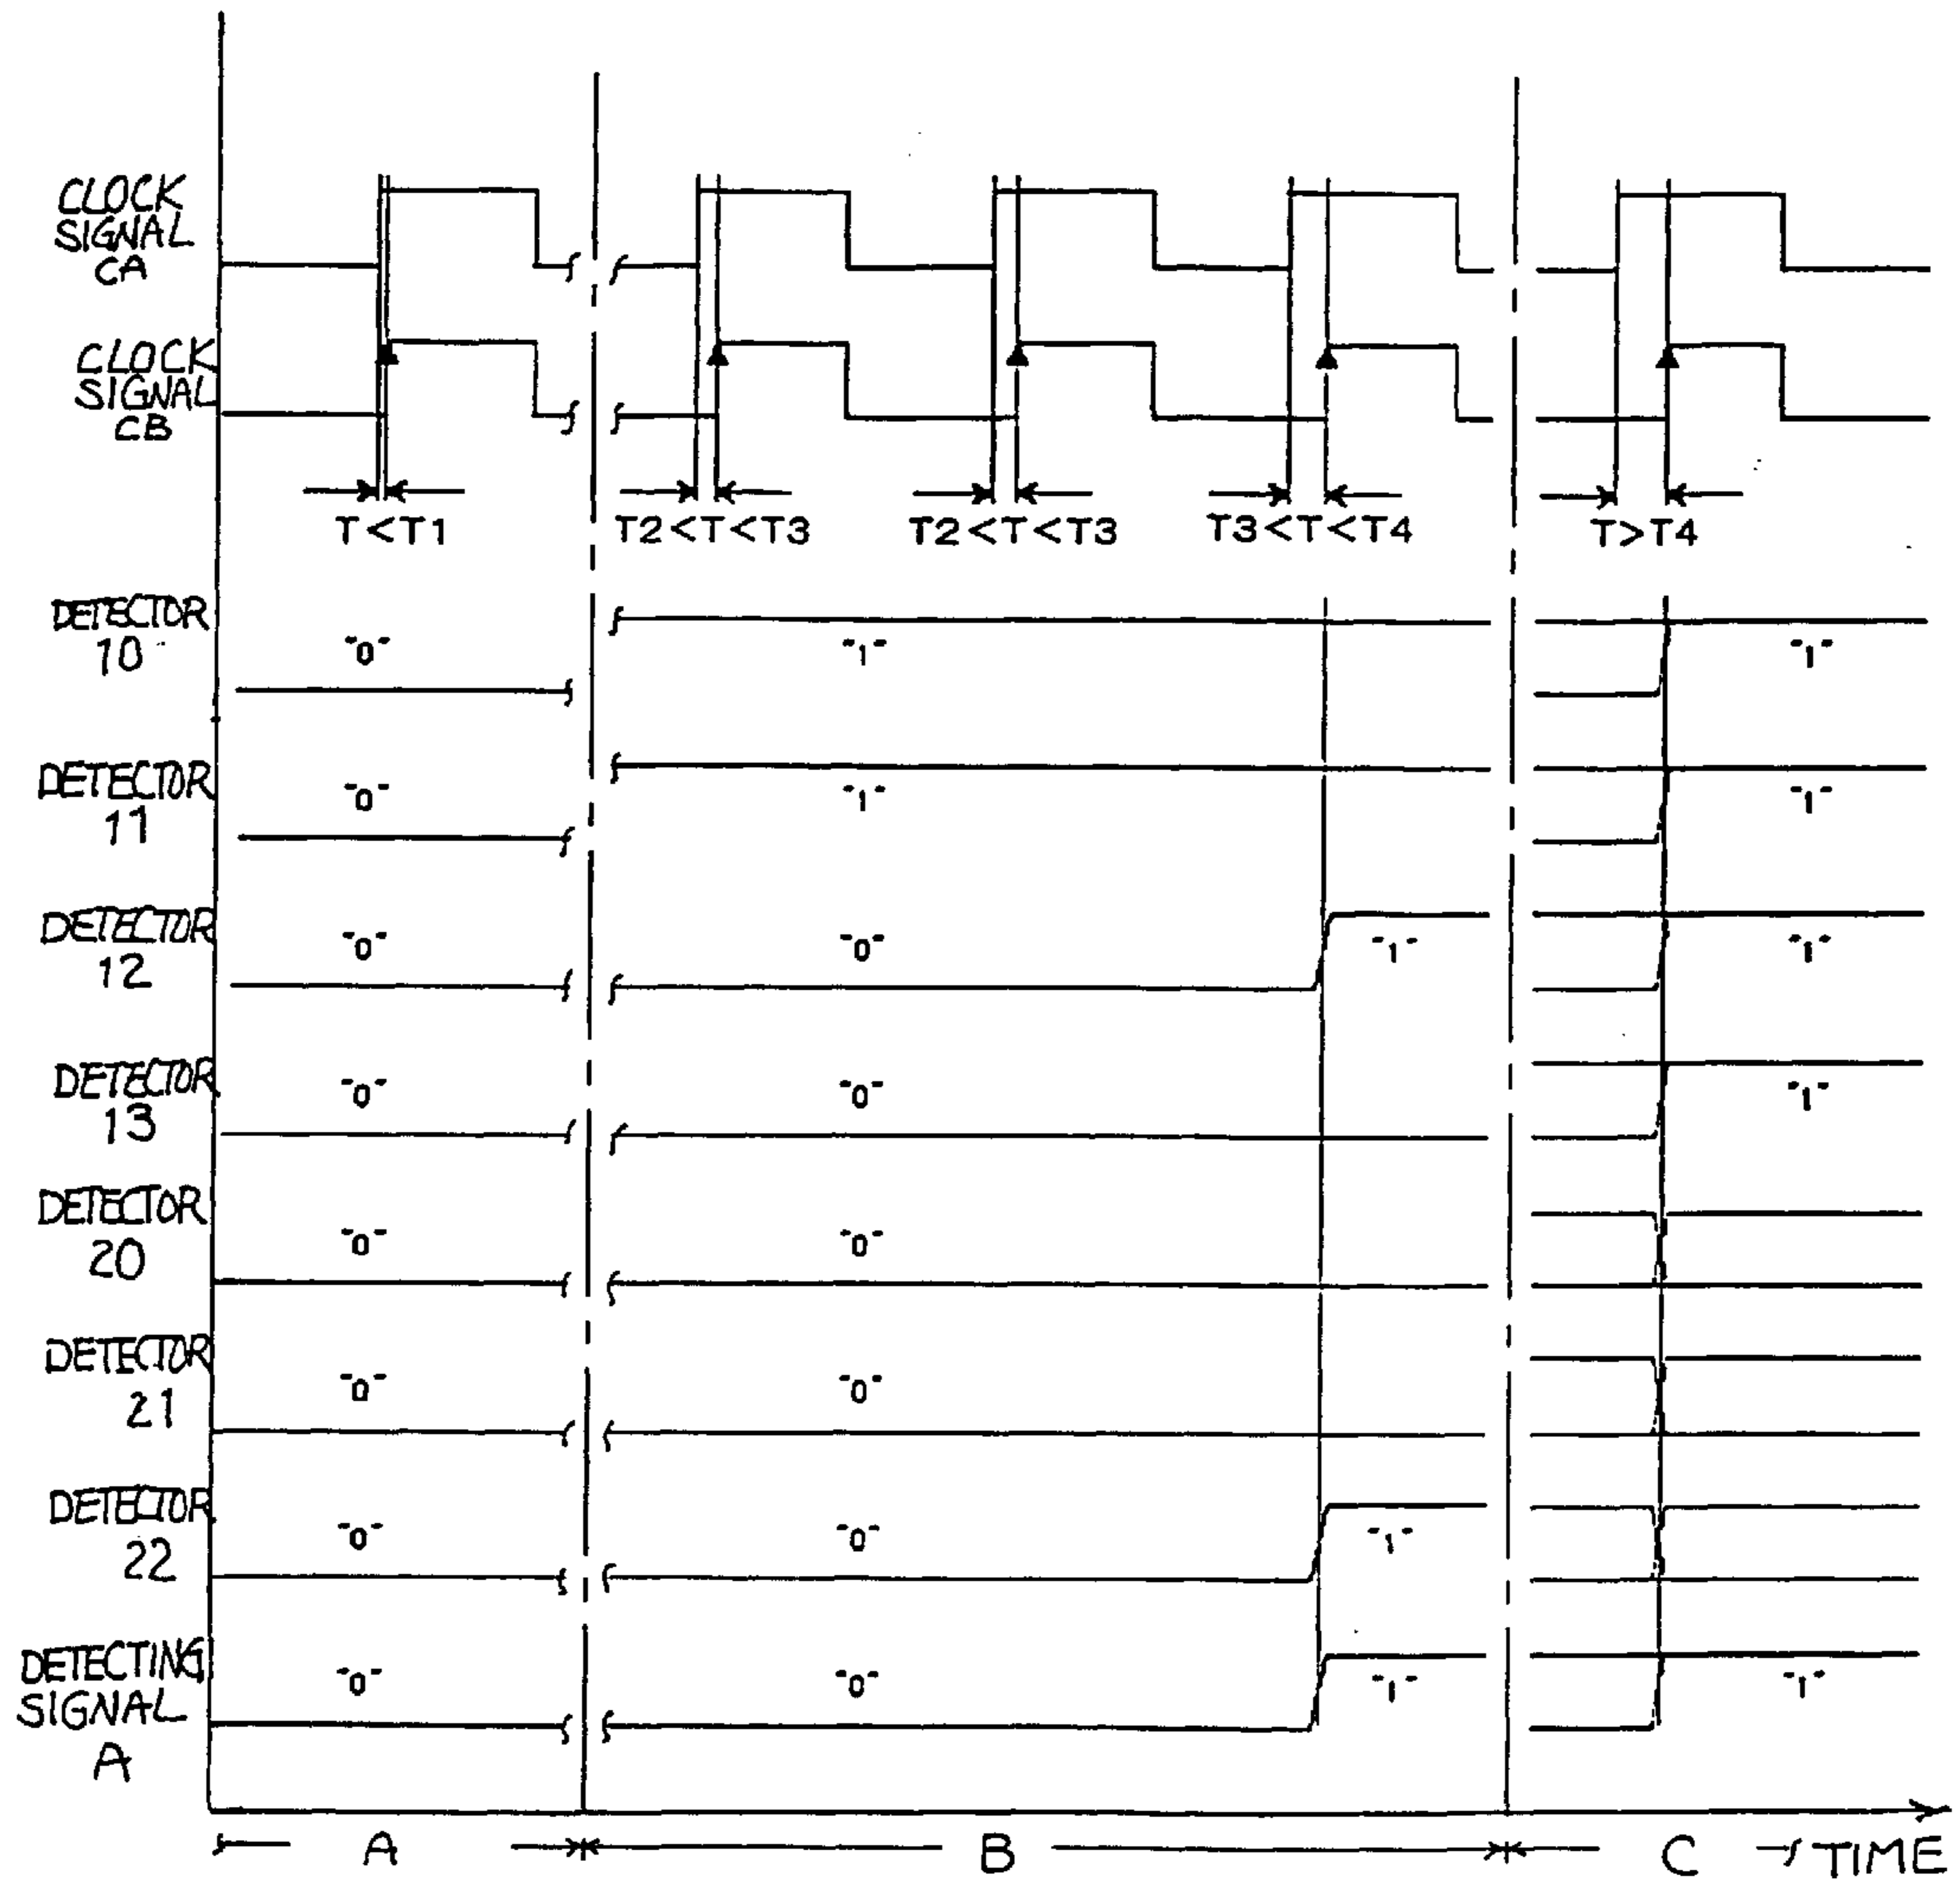 CLOCK
SIGNAL
CA
CLOCK
SIGNAL
CB
T<T1
T2<T<T3
T2<T<T3
T3<T<T4
T>T4
DETECTOR
10
"0"
"1"
"1"
DETECTOR
11
"0"
"1"
"1"
DETECTOR
12
"0"
"0"
"1"
"1"
DETECTOR
13
"0"
"0"
"1"
DETECTOR
20
"0"
"0"
DETECTOR
21
"0"
"0"
DETECTOR
22
"0"
"0"
"1"
DETECTING
SIGNAL
A
"0"
"0"
"1"
"1"
A
B
C
TIME